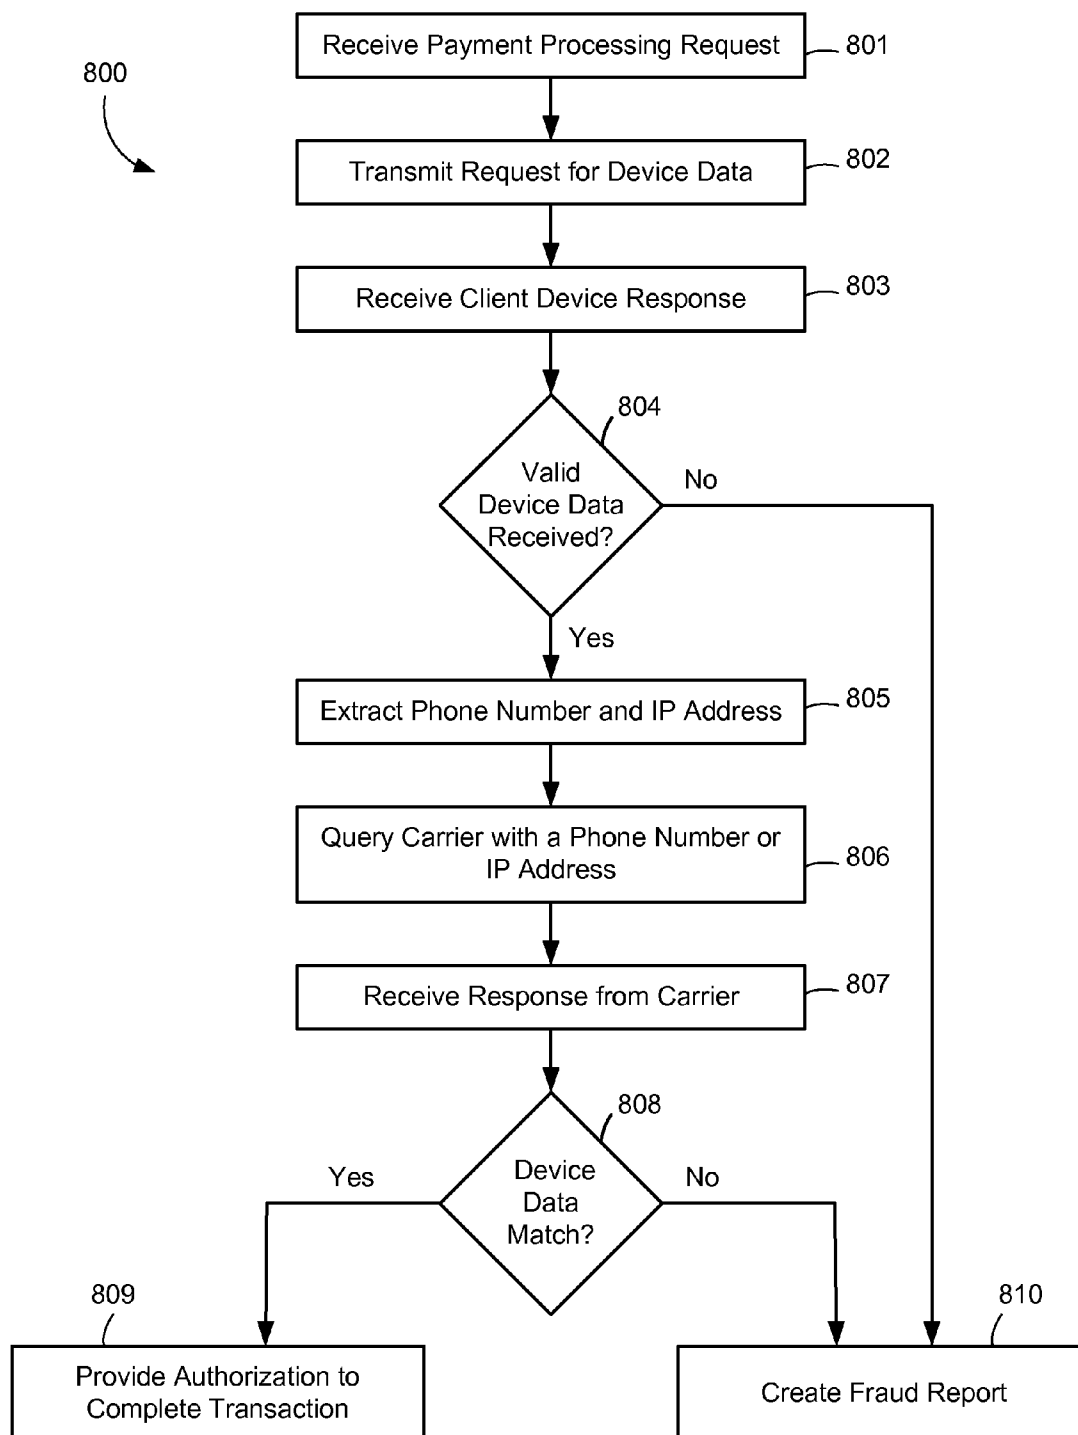 Receive Payment Processing Request
801
800
Transmit Request for Device Data
802
Receive Client Device Response
803
804
Valid
Device Data
Received?
No
Yes
Extract Phone Number and IP Address
805
Query Carrier with a Phone Number or
IP Address
806
Receive Response from Carrier
807
808
Device
Data
Match?
Yes
No
809
Provide Authorization to
Complete Transaction
810
Create Fraud Report